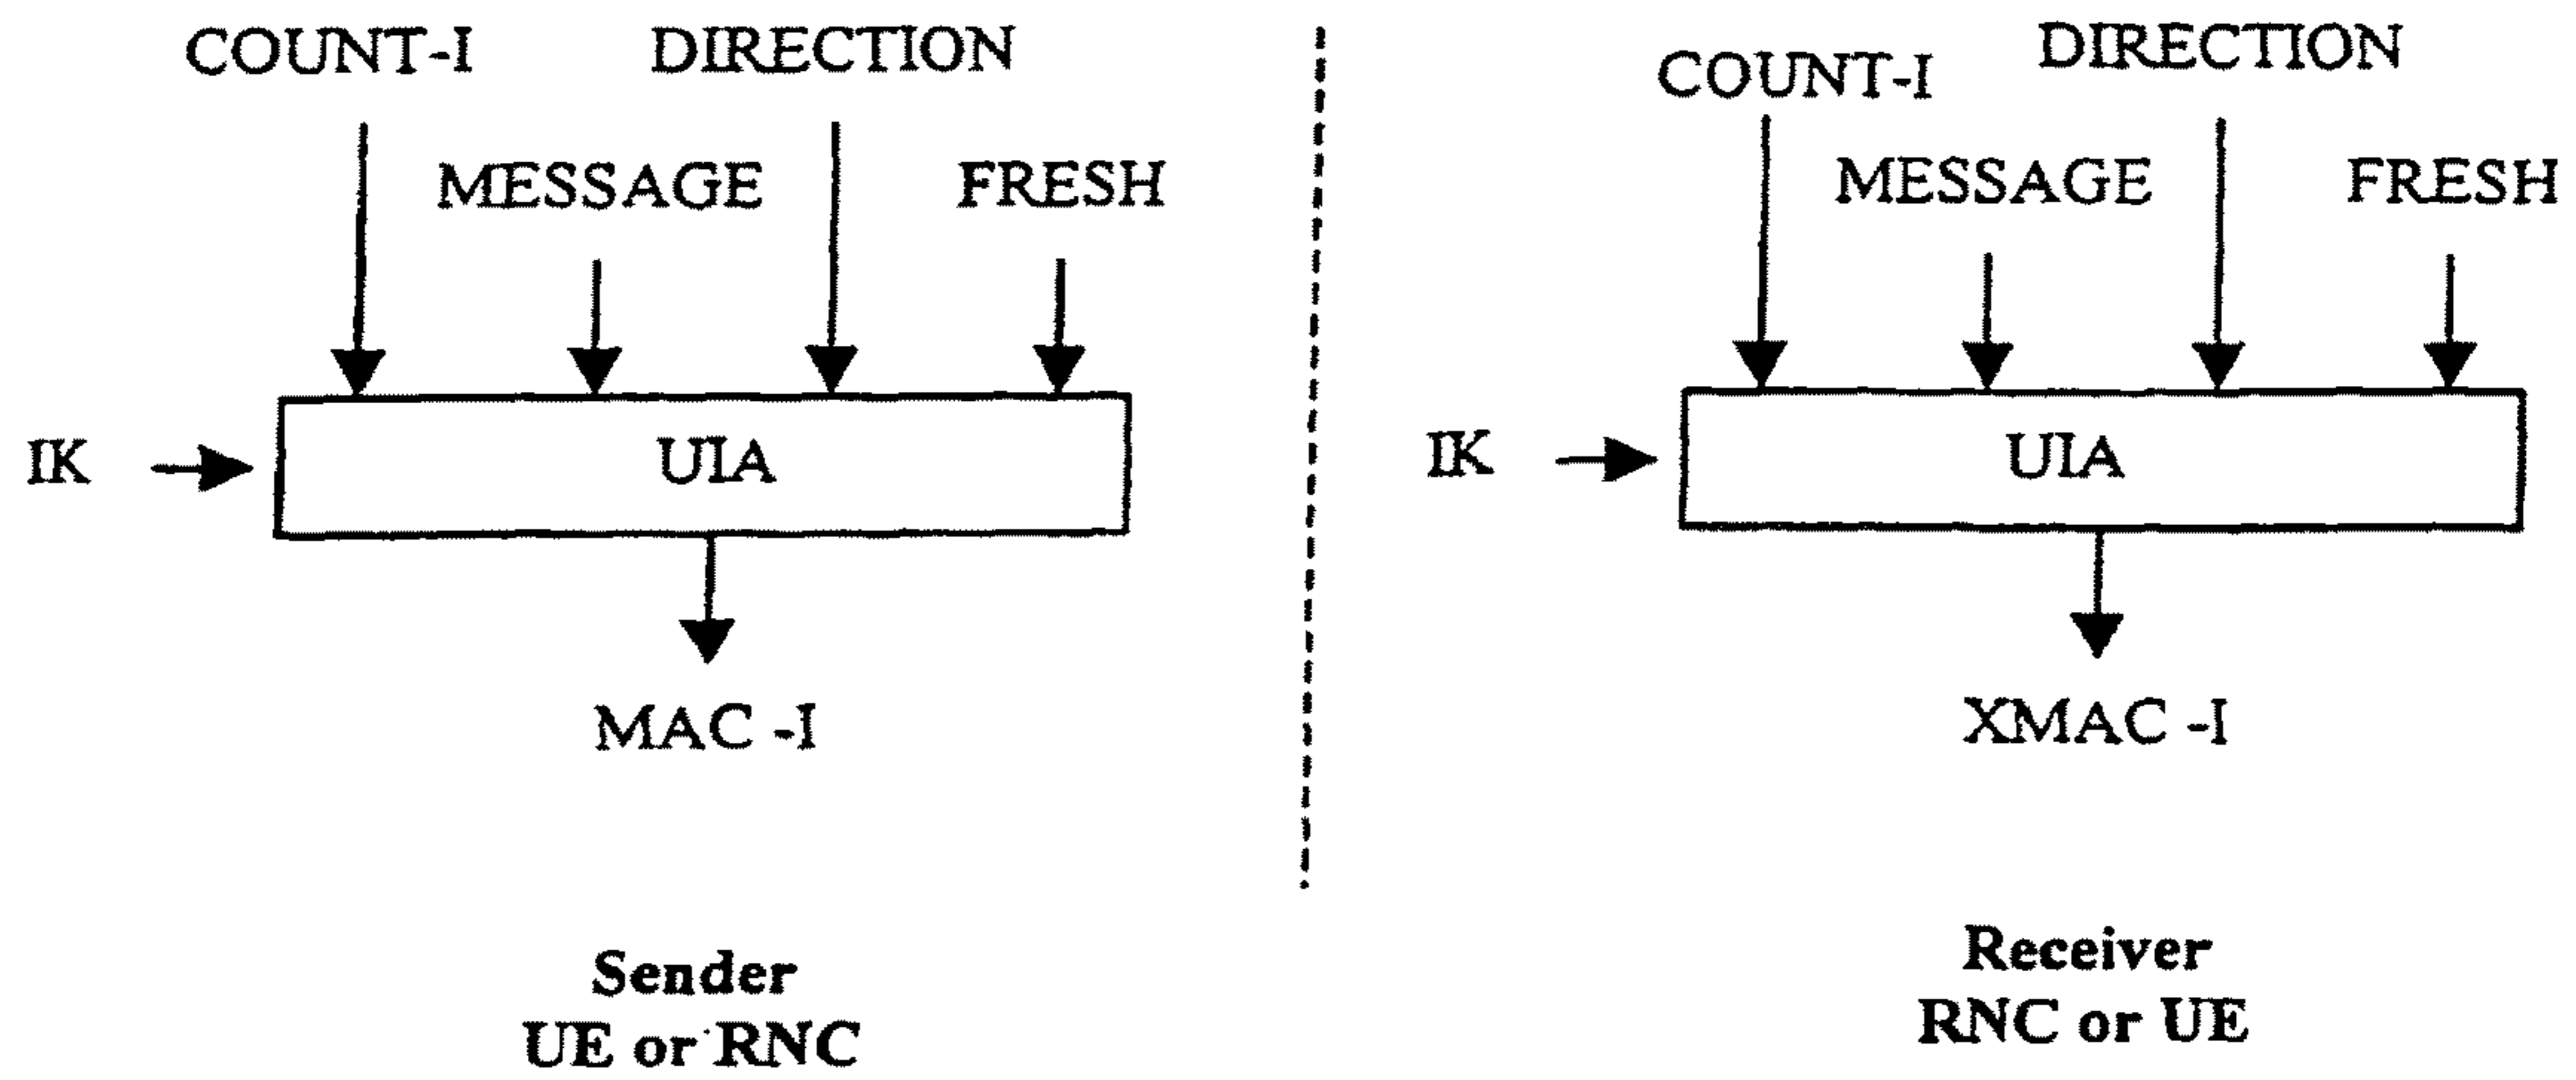 COUNT-I
DIRECTION
MESSAGE
FRESH
IK
UIA
MAC -I
Sender
UE or RNC
COUNT-I
DIRECTION
MESSAGE
FRESH
IK
UIA
XMAC -I
Receiver
RNC or UE